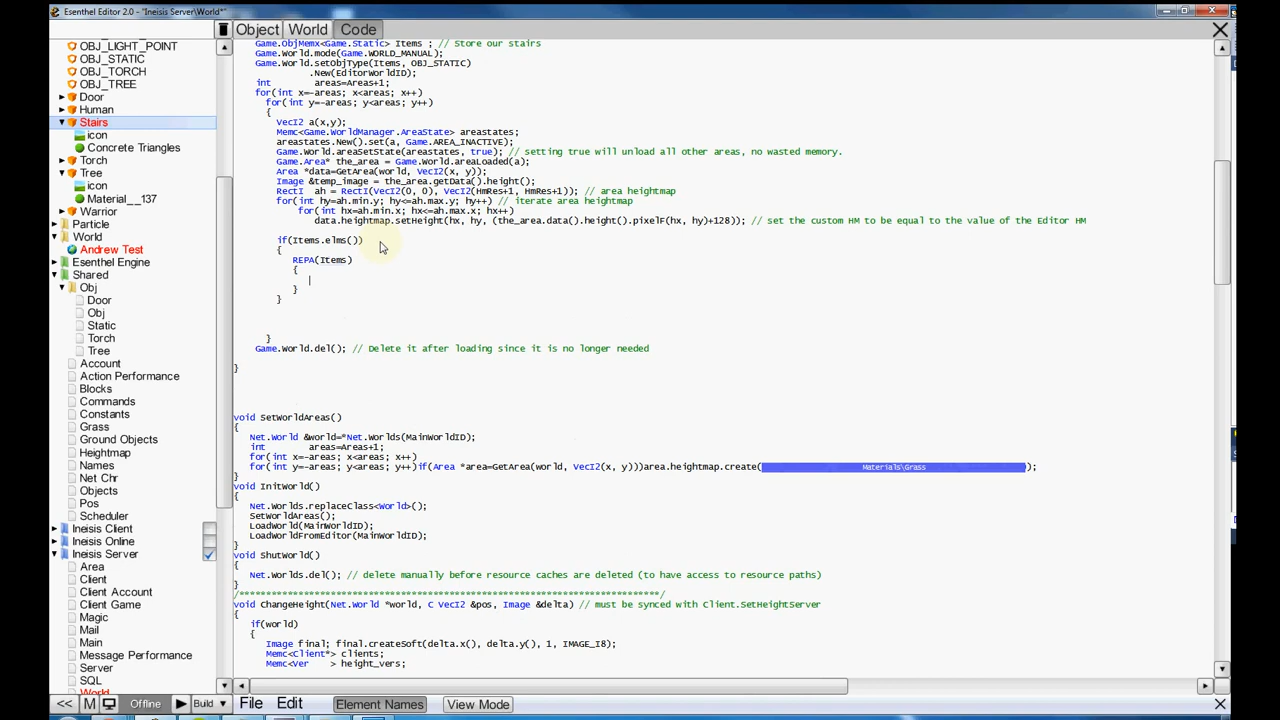 Esenthel Editor 2.0 - Ineisis Server\World*
Object World Code
OBJ_LIGHT_POINT
OBJ_STATIC
OBJ_TORCH
OBJ_TREE
Door
Human
Stairs
icon
Concrete Triangles
Torch
Tree
icon
Material__137
Warrior
Particle
World
Andrew Test
Esenthel Engine
Shared
Obj
Door
Obj
Static
Torch
Tree
Account
Action Performance
Blocks
Commands
Constants
Grass
Ground Objects
Heightmap
Names
Net Chr
Objects
Pos
Scheduler
Ineisis Client
Ineisis Online
Ineisis Server
Area
Client
Client Account
Client Game
Magic
Mail
Main
Message Performance
Server
SQL
World
Game.ObjMemx<Game.Static> Items ; // Store our stairs
Game.World.mode(Game.WORLD_MANUAL);
Game.World.setObjType(Items, OBJ_STATIC)
.New(EditorWorldID);
int areas=Areas+1;
for(int x=-areas; x<areas; x++)
for(int y=-areas; y<areas; y++)
{
VecI2 a(x,y);
Memc<Game.WorldManager.AreaState> areastates;
areastates.New().set(a, Game.AREA_INACTIVE);
Game.World.areaSetState(areastates, true); // setting true will unload all other areas, no wasted memory.
Game.Area* the_area = Game.World.areaLoaded(a);
Area *data=GetArea(world, VecI2(x, y));
Image &temp_image = the_area.getData().height();
RectI ah = RectI(VecI2(0, 0), VecI2(HmRes+1, HmRes+1)); // area heightmap
for(int hy=ah.min.y; hy<=ah.max.y; hy++) // iterate area heightmap
for(int hx=ah.min.x; hx<=ah.max.x; hx++)
data.heightmap.setHeight(hx, hy, (the_area.data().height().pixelF(hx, hy)+128)); // set the custom HM to be equal to the value of the Editor HM
if(Items.elms())
{
REPA(Items)
{
}
}
}
Game.World.del(); // Delete it after loading since it is no longer needed
}
void SetWorldAreas()
{
Net.World &world=*Net.Worlds(MainWorldID);
int areas=Areas+1;
for(int x=-areas; x<areas; x++)
for(int y=-areas; y<areas; y++)if(Area *area=GetArea(world, VecI2(x, y)))area.heightmap.create( Materials\Grass );
}
void InitWorld()
{
Net.Worlds.replaceClass<World>();
SetWorldAreas();
LoadWorld(MainWorldID);
LoadWorldFromEditor(MainWorldID);
}
void ShutWorld()
{
Net.Worlds.del(); // delete manually before resource caches are deleted (to have access to resource paths)
}
void ChangeHeight(Net.World *world, C VecI2 &pos, Image &delta) // must be synced with Client.SetHeightServer
{
if(world)
{
Image final; final.createSoft(delta.x(), delta.y(), 1, IMAGE_I8);
Memc<Client*> clients;
Memc<Ver > height_vers;
<< M Offline Build File Edit Element Names View Mode